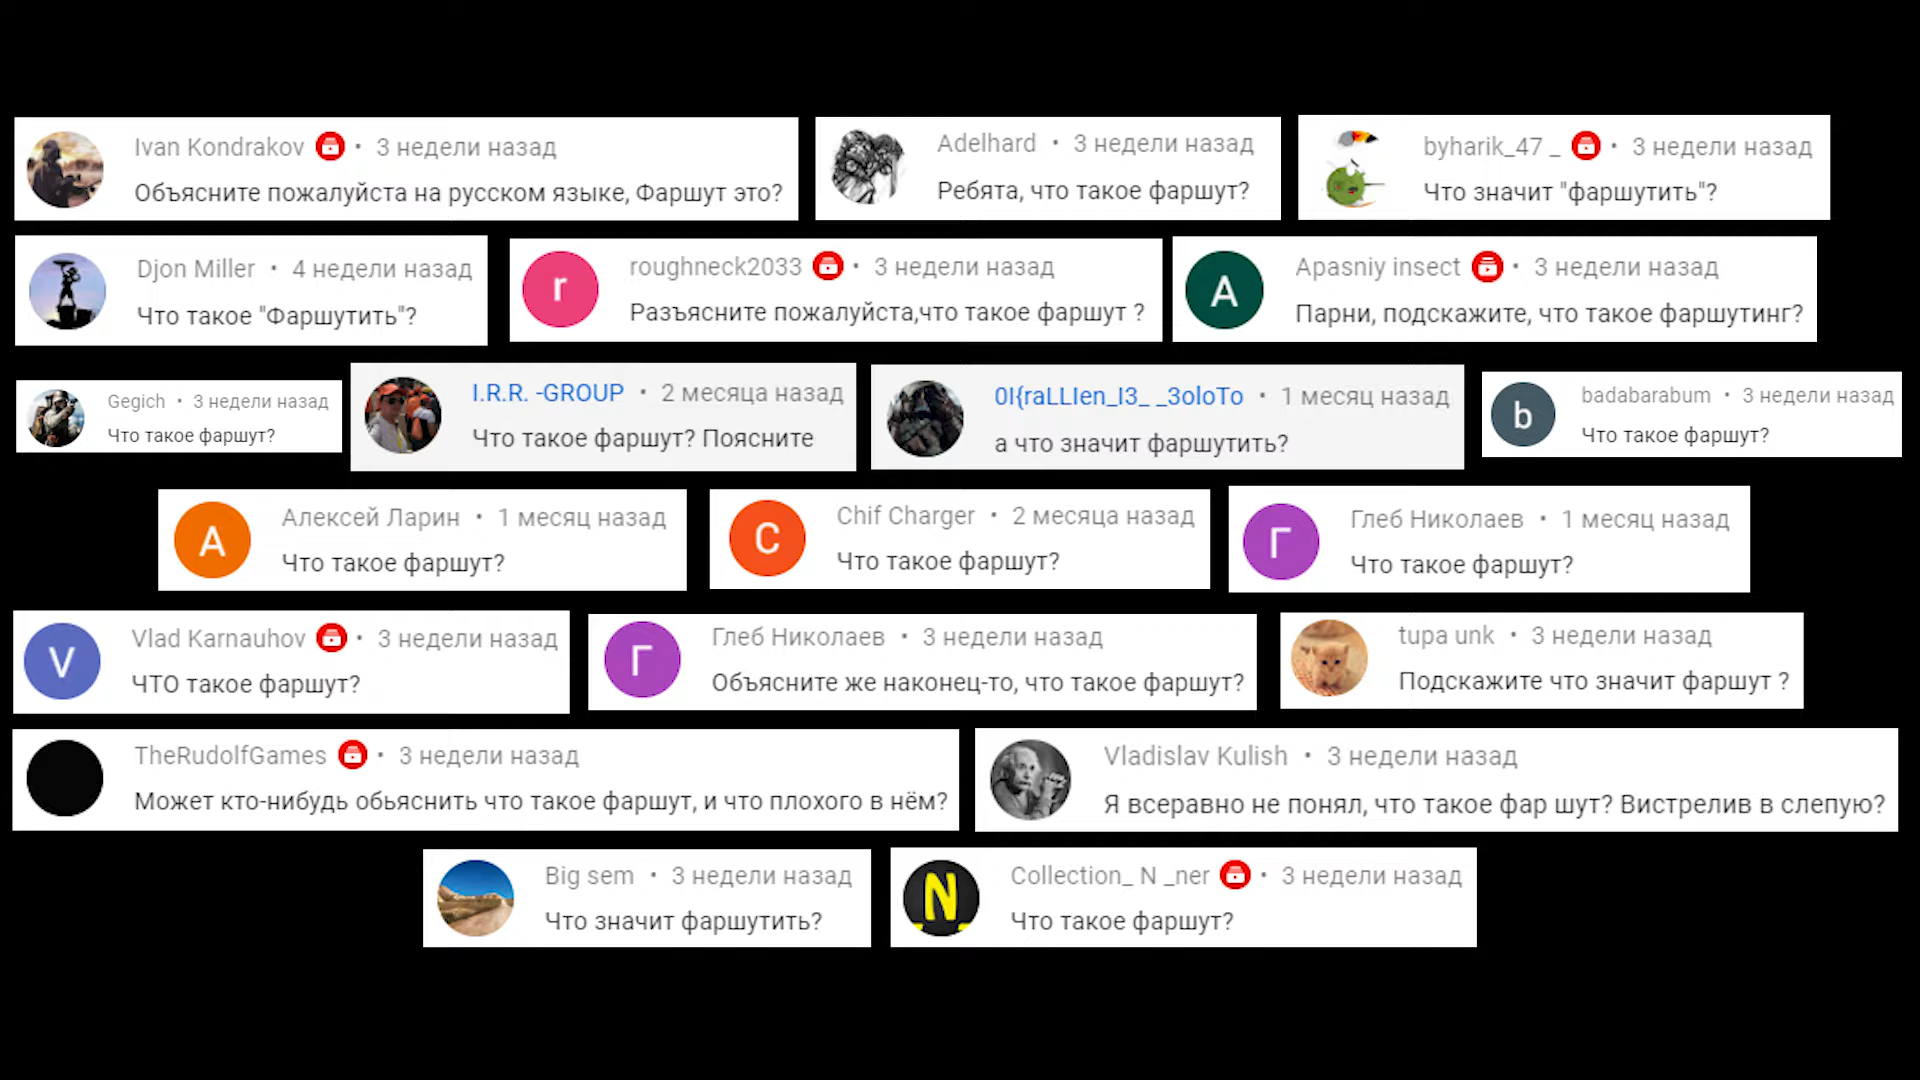 Ivan Kondrakov • 3 недели назад
Объясните пожалуйста на русском языке, Фаршут это?
Adelhard • 3 недели назад
Ребята, что такое фаршут?
byharik_47 _ • 3 недели назад
Что значит "фаршутить"?
Djon Miller • 4 недели назад
Что такое "Фаршутить"?
r
roughneck2033 • 3 недели назад
Разъясните пожалуйста,что такое фаршут ?
A
Apasniy insect • 3 недели назад
Парни, подскажите, что такое фаршутинг?
Gegich • 3 недели назад
Что такое фаршут?
I.R.R. -GROUP • 2 месяца назад
Что такое фаршут? Поясните
0I{raLLIen_I3_ _3oloTo • 1 месяц назад
а что значит фаршутить?
b
badabarabum • 3 недели назад
Что такое фаршут?
А
Алексей Ларин • 1 месяц назад
Что такое фаршут?
C
Chif Charger • 2 месяца назад
Что такое фаршут?
Г
Глеб Николаев • 1 месяц назад
Что такое фаршут?
V
Vlad Karnauhov • 3 недели назад
ЧТО такое фаршут?
Г
Глеб Николаев • 3 недели назад
Объясните же наконец-то, что такое фаршут?
tupa unk • 3 недели назад
Подскажите что значит фаршут ?
TheRudolfGames • 3 недели назад
Может кто-нибудь обьяснить что такое фаршут, и что плохого в нём?
Vladislav Kulish • 3 недели назад
Я всеравно не понял, что такое фар шут? Вистрелив в слепую?
Big sem • 3 недели назад
Что значит фаршутить?
N
Collection_ N _ner • 3 недели назад
Что такое фаршут?